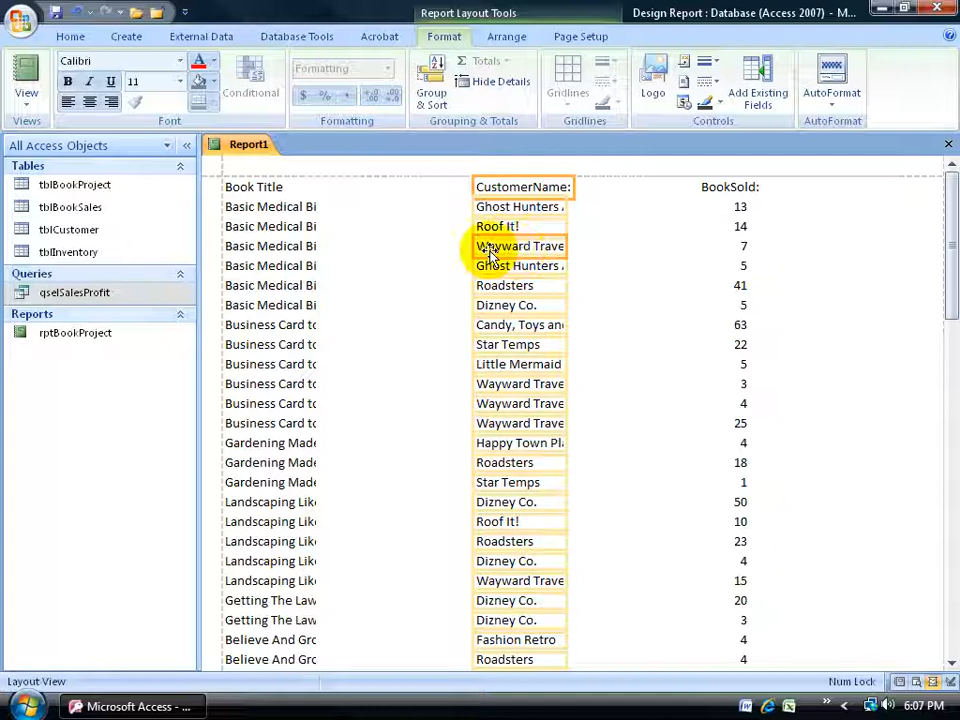 Report Layout Tools
Design Report : Database (Access 2007) - M...
Home
Create
External Data
Database Tools
Acrobat
Format
Arrange
Page Setup
View
Views
Calibri
B I U 11
A
Conditional
Font
Formatting
$ %
Formatting
Group & Sort
Σ Totals
Hide Details
Grouping & Totals
Gridlines
Gridlines
Logo
Add Existing Fields
Controls
AutoFormat
AutoFormat
All Access Objects
Tables
tblBookProject
tblBookSales
tblCustomer
tblInventory
Queries
qselSalesProfit
Reports
rptBookProject
Report1
Book Title CustomerName: BookSold:
Basic Medical Bi Ghost Hunters 13
Basic Medical Bi Roof It! 14
Basic Medical Bi Wayward Trave 7
Basic Medical Bi Ghost Hunters 5
Basic Medical Bi Roadsters 41
Basic Medical Bi Dizney Co. 5
Business Card to Candy, Toys and 63
Business Card to Star Temps 22
Business Card to Little Mermaid 5
Business Card to Wayward Trave 3
Business Card to Wayward Trave 4
Business Card to Wayward Trave 25
Gardening Made Happy Town Pla 4
Gardening Made Roadsters 18
Gardening Made Star Temps 1
Landscaping Like Dizney Co. 50
Landscaping Like Roof It! 10
Landscaping Like Roadsters 23
Landscaping Like Dizney Co. 4
Landscaping Like Wayward Trave 15
Getting The Law Dizney Co. 20
Getting The Law Dizney Co. 3
Believe And Gro Fashion Retro 4
Believe And Gro Roadsters 4
Layout View
Num Lock
Microsoft Access - ...
6:07 PM